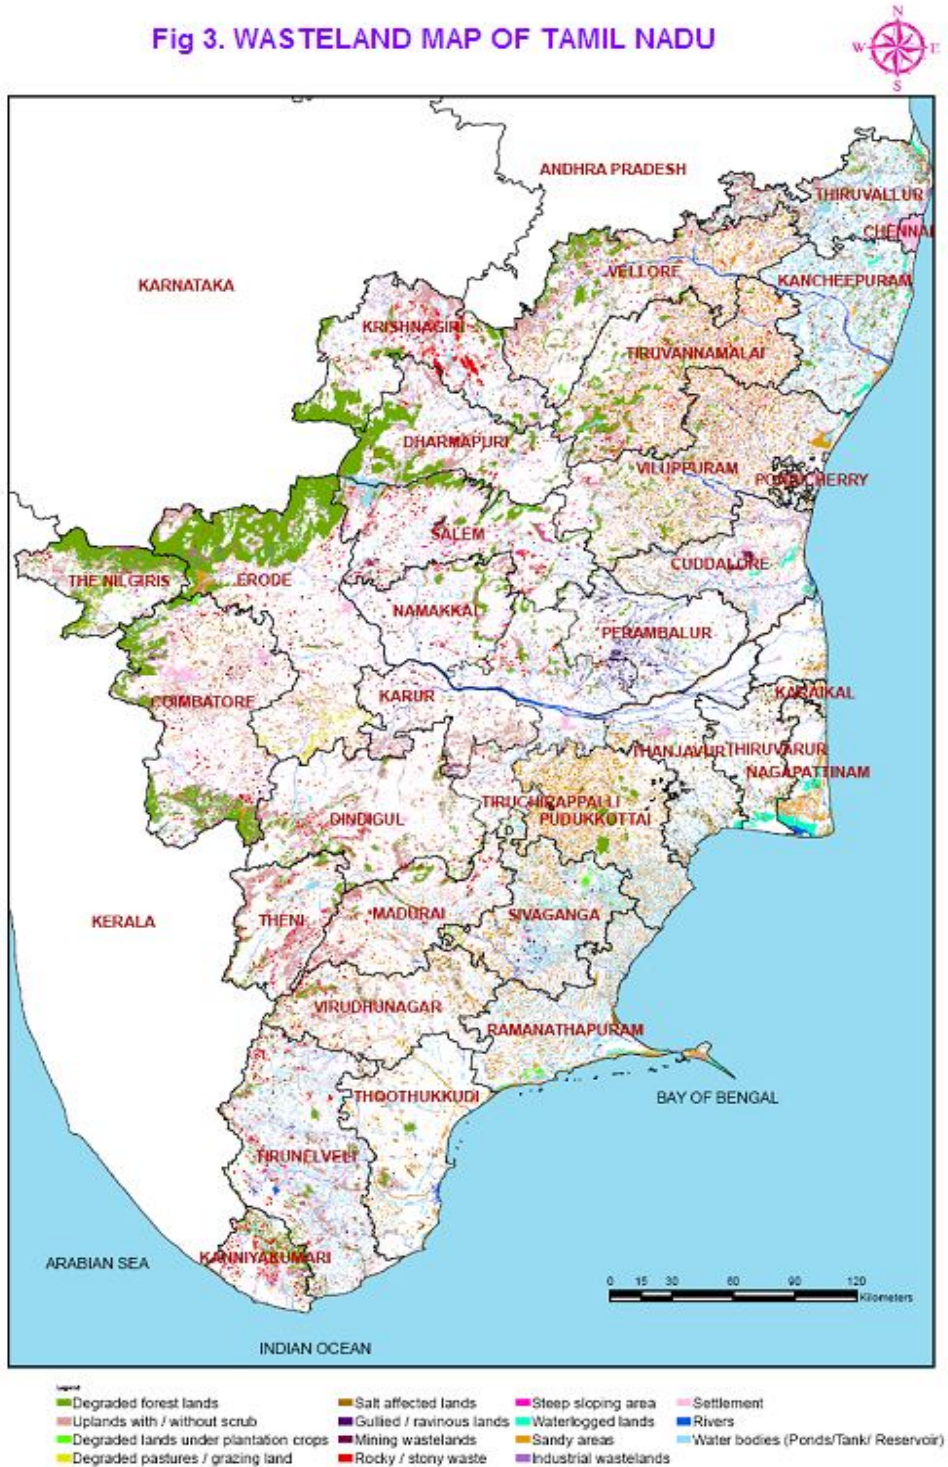 Fig 3. WASTELAND MAP OF TAMIL NADU
N
W E
S
ANDHRA PRADESH
THIRUVALLUR
CHENNAI
VELLORE
KANCHEEPURAM
KARNATAKA
KRISHNAGIRI
TIRUVANNAMALAI
DHARMAPURI
VILUPPURAM
PONDICHERRY
SALEM
CUDDALORE
THE NILGIRIS
ERODE
NAMAKKAL
PERAMBALUR
COIMBATORE
KARUR
KARAIKAL
THANJAVUR
THIRUVARUR
NAGAPATTINAM
TIRUCHIRAPPALLI
DINDIGUL
PUDUKKOTTAI
KERALA
THENI
MADURAI
SIVAGANGA
VIRUDHUNAGAR
RAMANATHAPURAM
THOOTHUKKUDI
BAY OF BENGAL
TIRUNELVELI
KANNIYAKUMARI
ARABIAN SEA
0 15 30 60 90 120
Kilometers
INDIAN OCEAN
Legend
Degraded forest lands
Uplands with / without scrub
Degraded lands under plantation crops
Degraded pastures / grazing land
Salt affected lands
Gullied / ravinous lands
Mining wastelands
Rocky / stony waste
Steep sloping area
Waterlogged lands
Sandy areas
Industrial wastelands
Settlement
Rivers
Water bodies (Ponds/Tank/ Reservoir)